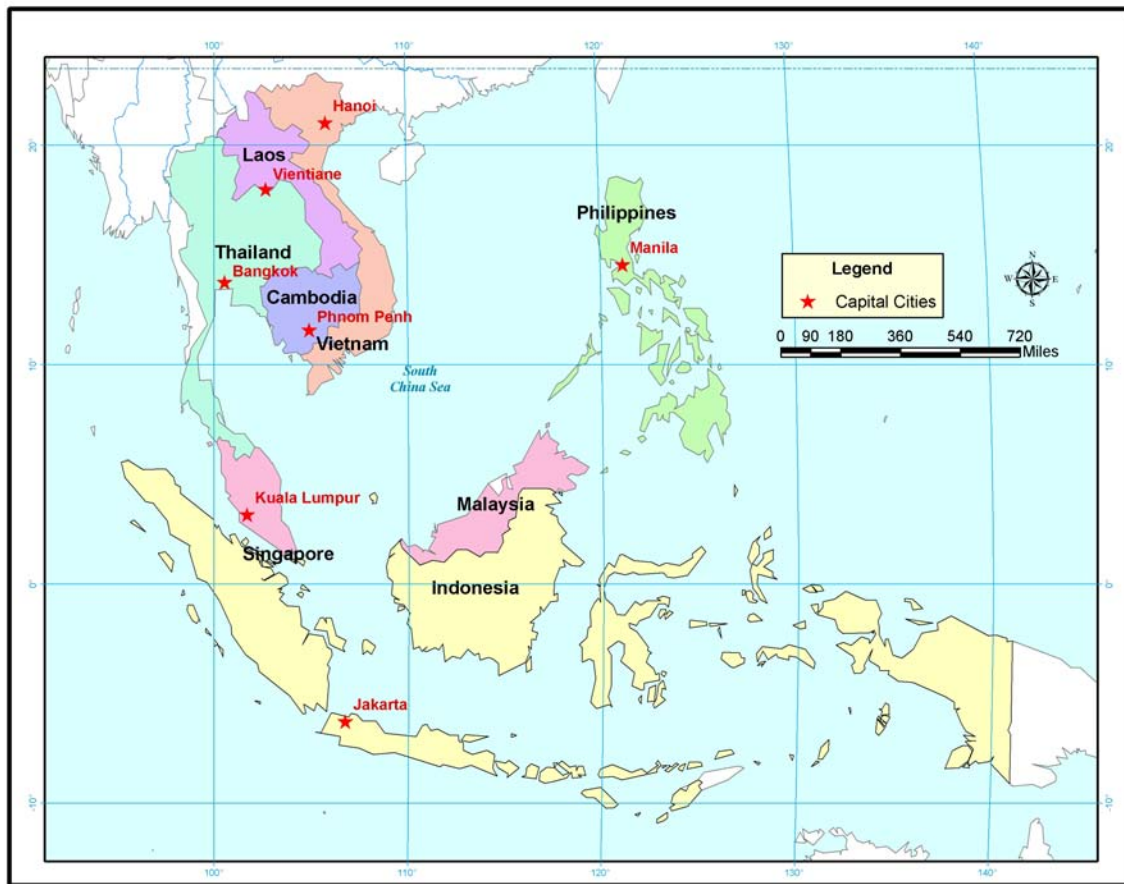 100°
110°
120°
130°
140°
Hanoi
20°
20°
Laos
Vientiane
Philippines
Thailand
Manila
Bangkok
Legend
N
W
E
S
Cambodia
Capital Cities
Phnom Penh
Vietnam
0 90 180 360 540 720
Miles
10°
10°
South
China Sea
Kuala Lumpur
Malaysia
Singapore
0°
0°
Indonesia
Jakarta
-10°
-10°
100°
110°
120°
130°
140°